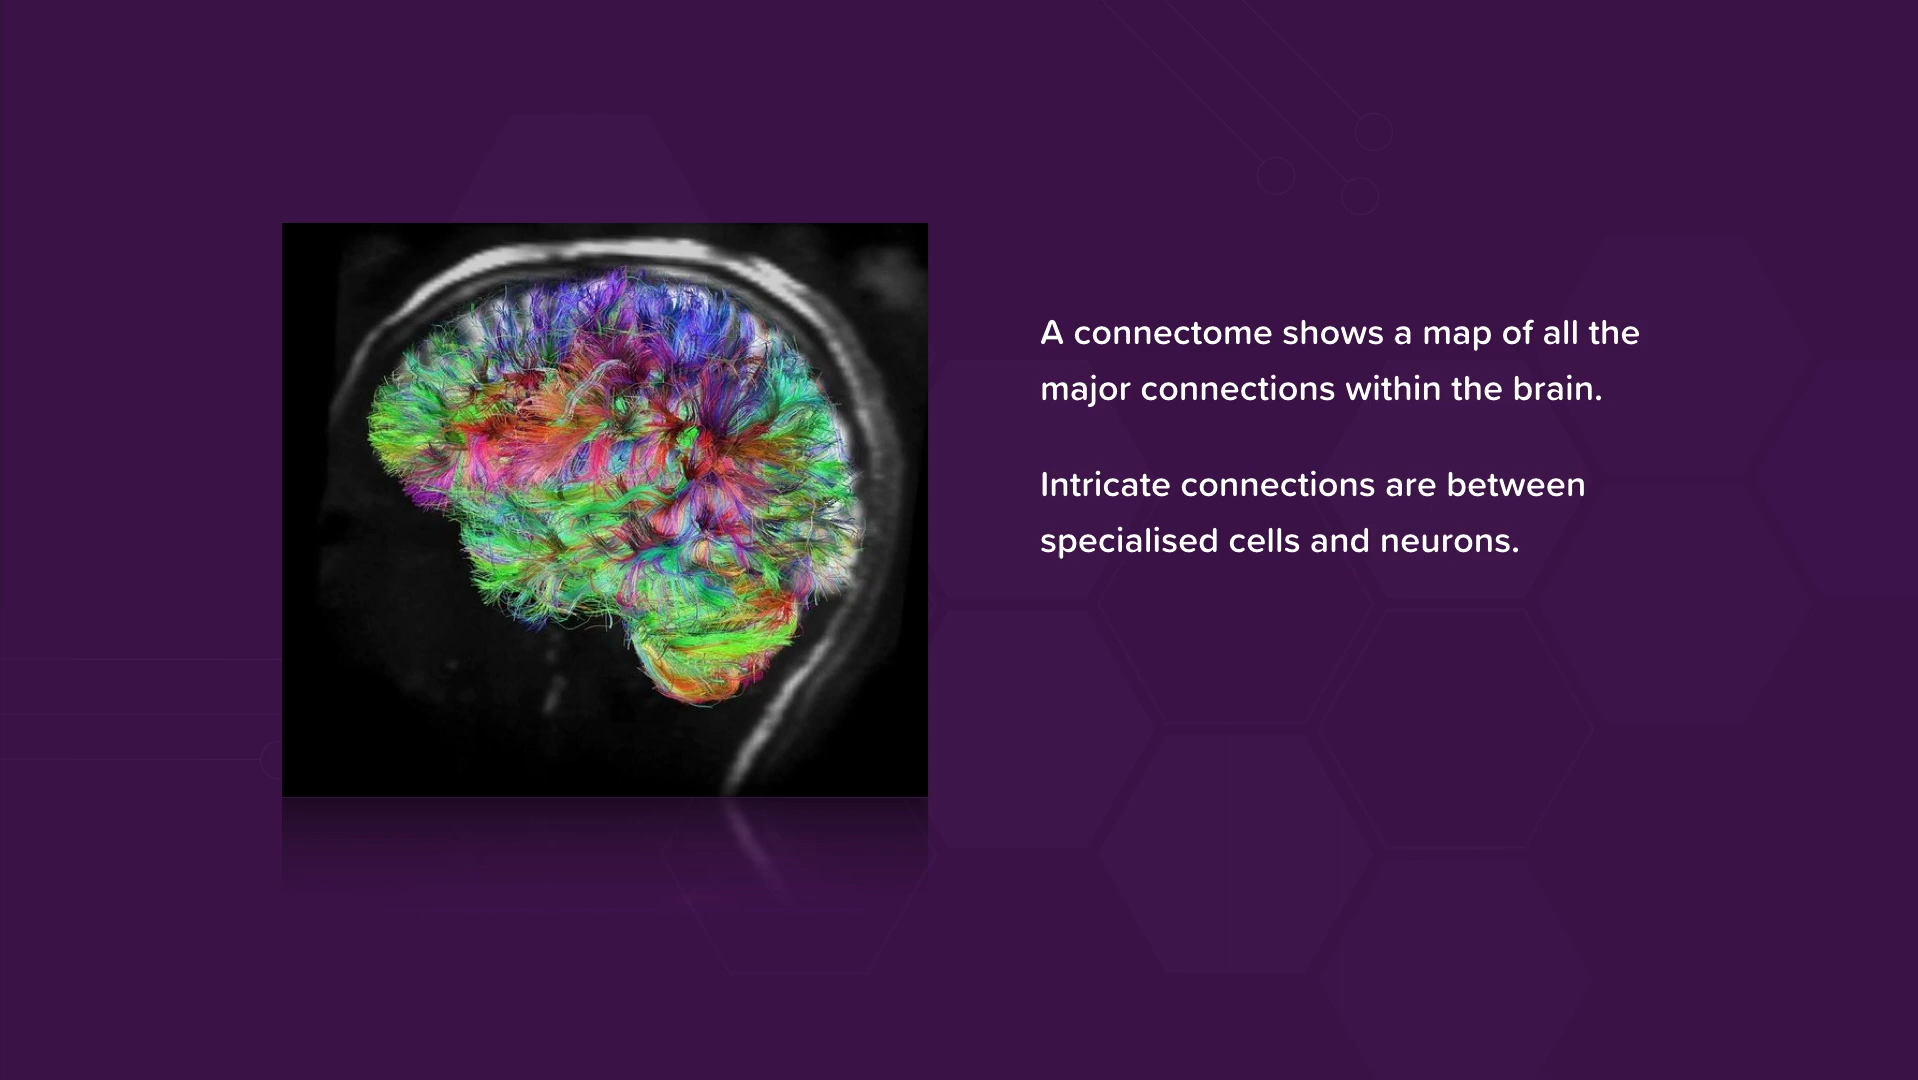 A connectome shows a map of all the
major connections within the brain.
Intricate connections are between
specialised cells and neurons.